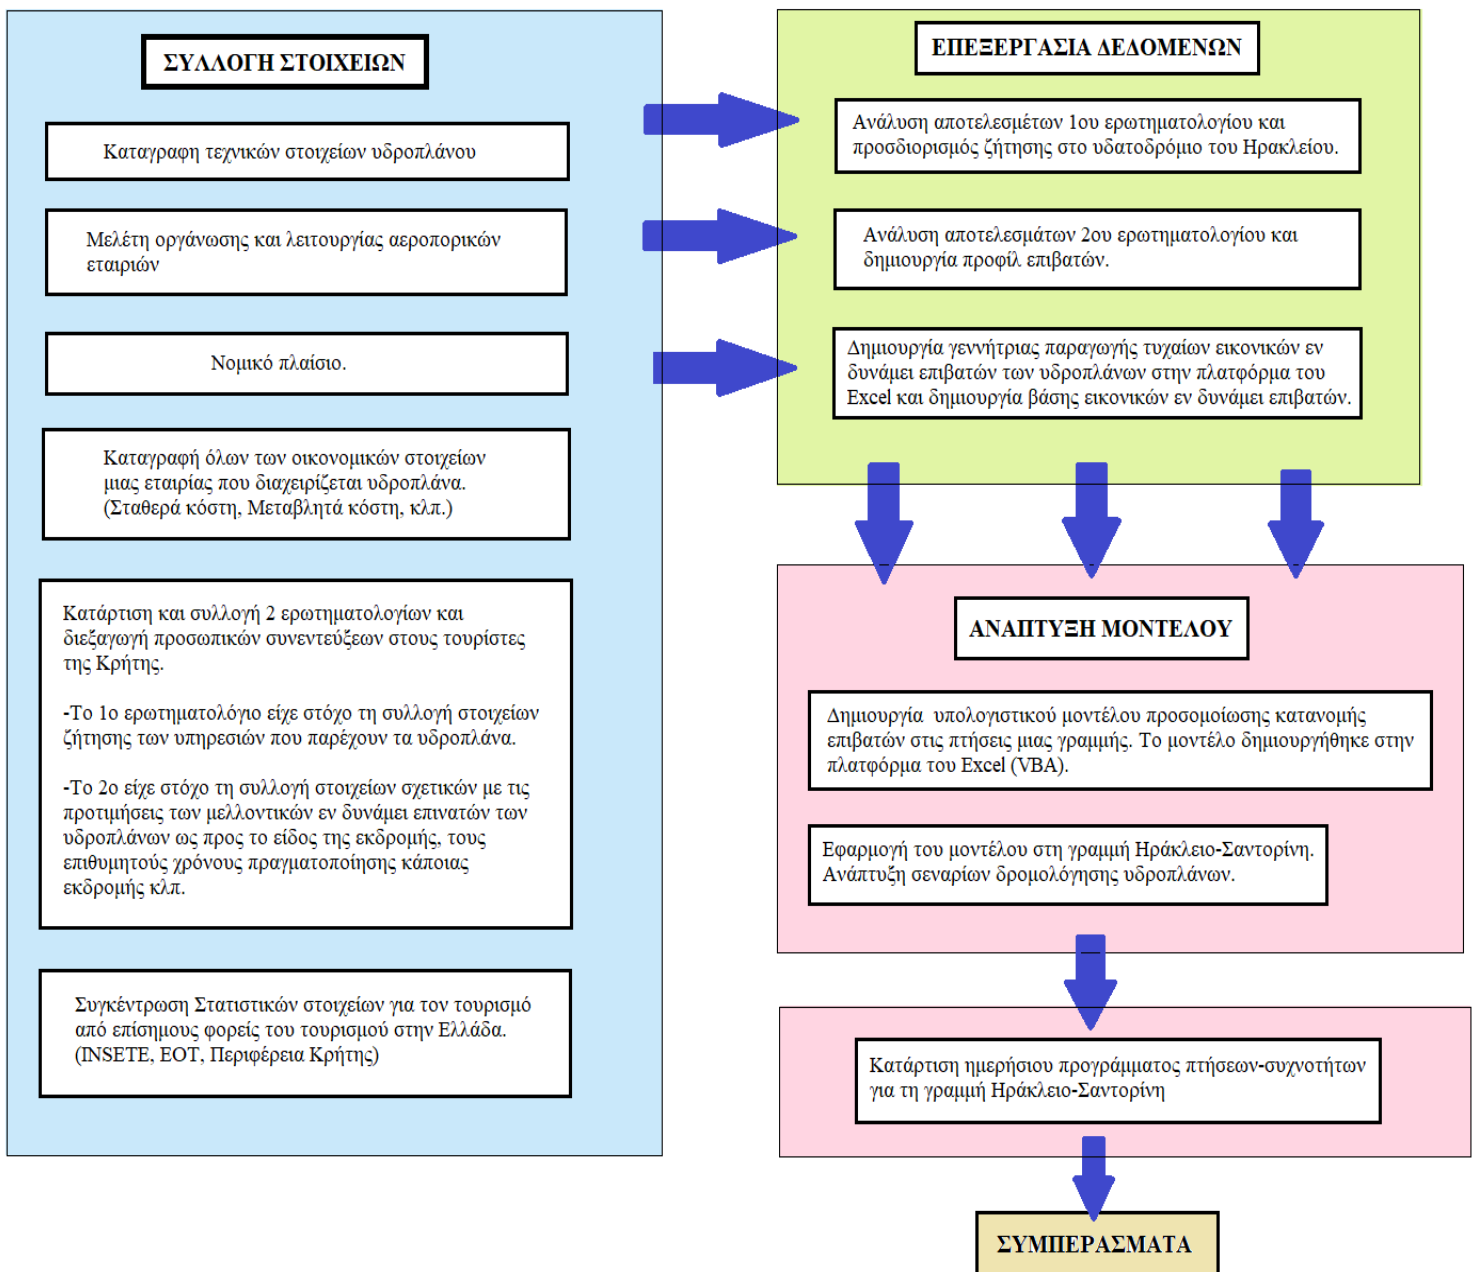 ΣΥΛΛΟΓΗ ΣΤΟΙΧΕΙΩΝ
Καταγραφη τεχνικών στοιχείων υδροπλάνου
Μελέτη οργάνωσης και λειτουργίας αεροπορικών
εταιριών
Νομικό πλαίσιο.
Καταγραφή όλων των οικονομικών στοιχείων
μιας εταιρίας που διαχειρίζεται υδροπλάνα.
(Σταθερά κόστη, Μεταβλητά κόστη, κλπ.)
Κατάρτιση και συλλογή 2 ερωτηματολογίων και
διεξαγωγή προσωπικών συνεντεύξεων στους τουρίστες
της Κρήτης.
-Το 1ο ερωτηματολόγιο είχε στόχο τη συλλογή στοιχείων
ζήτησης των υπηρεσιών που παρέχουν τα υδροπλάνα.
-Το 2ο είχε στόχο τη συλλογή στοιχείων σχετικών με τις
προτιμήσεις των μελλοντικών εν δυνάμει επινατών των
υδροπλάνων ως προς το είδος της εκδρομής, τους
επιθυμητούς χρόνους πραγματοποίησης κάποιας
εκδρομής κλπ.
Συγκέντρωση Στατιστικών στοιχείων για τον τουρισμό
από επίσημους φορείς του τουρισμού στην Ελλάδα.
(INSETE, ΕΟΤ, Περιφέρεια Κρήτης)
ΕΠΕΞΕΡΓΑΣΙΑ ΔΕΔΟΜΕΝΩΝ
Ανάλυση αποτελεσμέτων 1ου ερωτηματολογίου και
προσδιορισμός ζήτησης στο υδατοδρόμιο του Ηρακλείου.
Ανάλυση αποτελεσμάτων 2ου ερωτηματολογίου και
δημιουργία προφίλ επιβατών.
Δημιουργία γεννήτριας παραγωγής τυχαίων εικονικών εν
δυνάμει επιβατών των υδροπλάνων στην πλατφόρμα του
Excel και δημιουργία βάσης εικονικών εν δυνάμει επιβατών.
ΑΝΑΠΤΥΞΗ ΜΟΝΤΕΛΟΥ
Δημιουργία υπολογιστικού μοντέλου προσομοίωσης κατανομής
επιβατών στις πτήσεις μιας γραμμής. Το μοντέλο δημιουργήθηκε στην
πλατφόρμα του Excel (VBA).
Εφαρμογή του μοντέλου στη γραμμή Ηράκλειο-Σαντορίνη.
Ανάπτυξη σεναρίων δρομολόγησης υδροπλάνων.
Κατάρτιση ημερήσιου προγράμματος πτήσεων-συχνοτήτων
για τη γραμμή Ηράκλειο-Σαντορίνη
ΣΥΜΠΕΡΑΣΜΑΤΑ